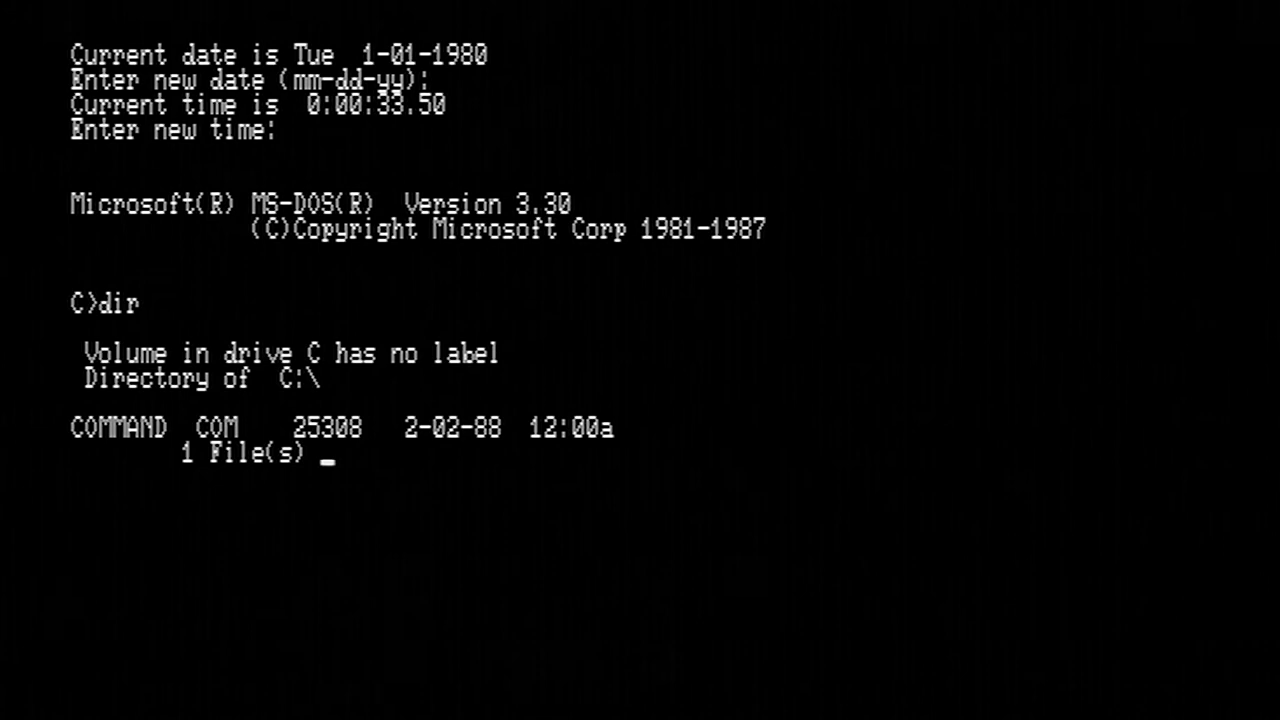 Current date is Tue  1-01-1980
Enter new date (mm-dd-yy):
Current time is  0:00:33.50
Enter new time:
Microsoft(R) MS-DOS(R)  Version 3.30
             (C)Copyright Microsoft Corp 1981-1987
C>dir
 Volume in drive C has no label
 Directory of  C:\
COMMAND  COM    25308   2-02-88  12:00a
        1 File(s) _